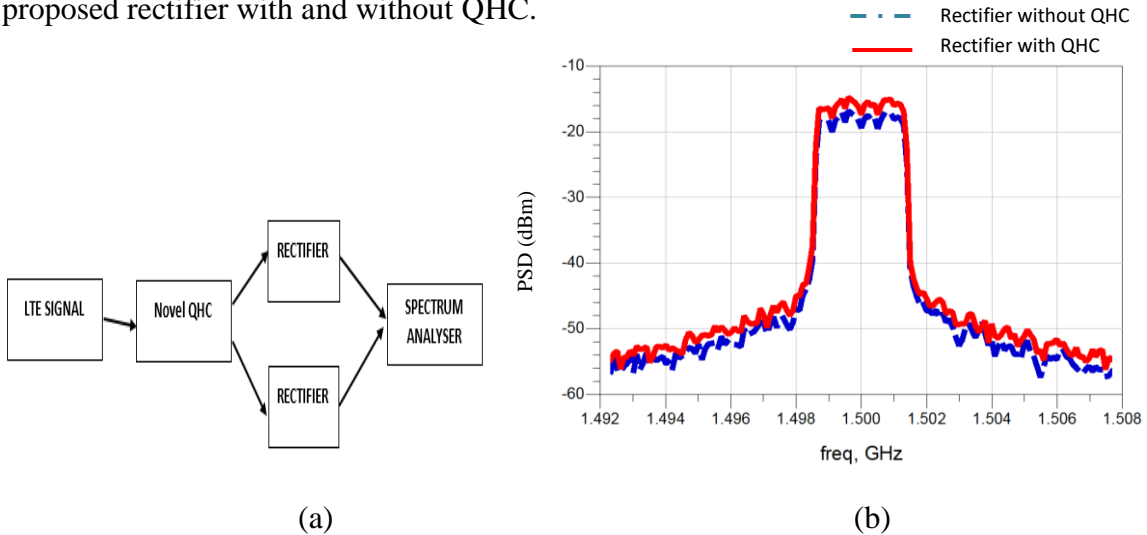 proposed rectifier with and without QHC.
LTE SIGNAL
Novel QHC
RECTIFIER
RECTIFIER
SPECTRUM
ANALYSER
(a)
Rectifier without QHC
Rectifier with QHC
PSD (dBm)
-10
-20
-30
-40
-50
-60
1.492 1.494 1.496 1.498 1.500 1.502 1.504 1.506 1.508
freq, GHz
(b)